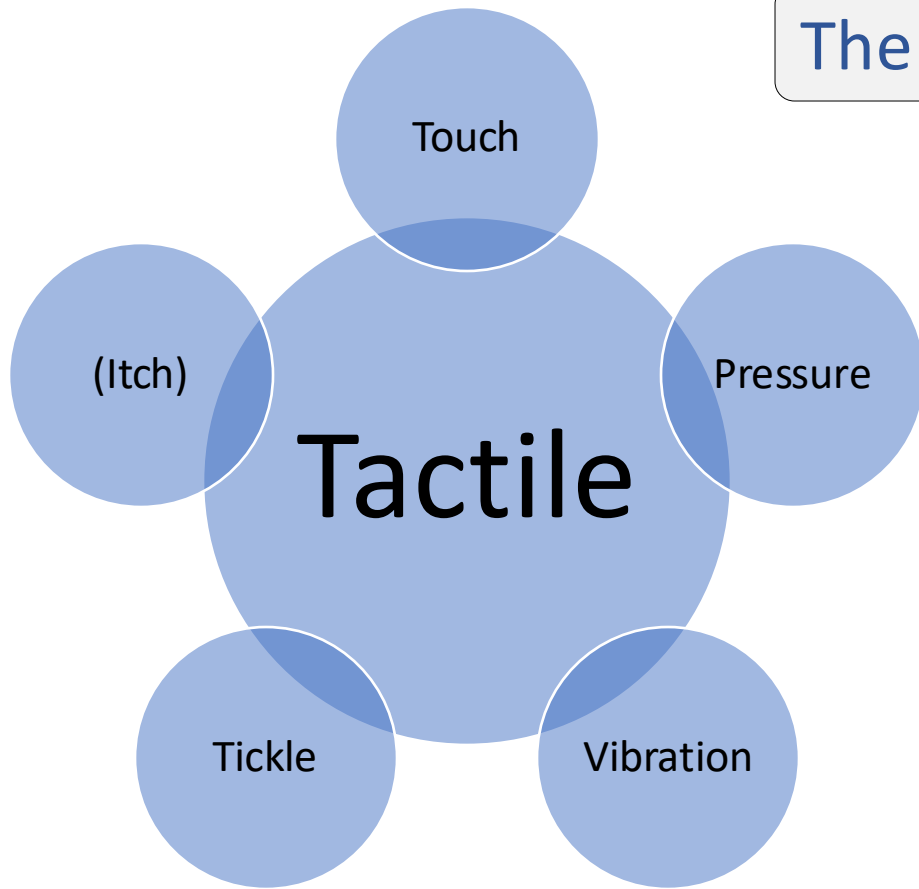 The
Touch
(Itch)
Pressure
Tactile
Tickle
Vibration